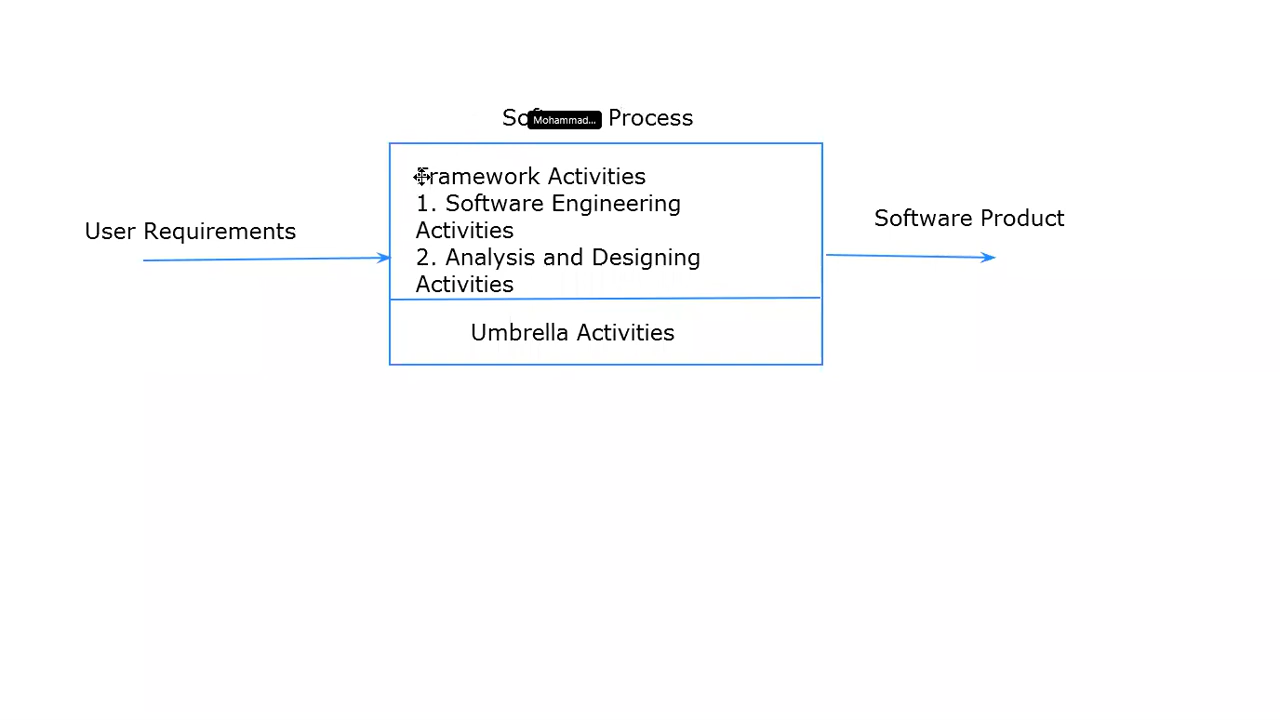 Process
Mohammad...
Framework Activities
1. Software Engineering
Activities
2. Analysis and Designing
Activities
User Requirements
Software Product
Umbrella Activities